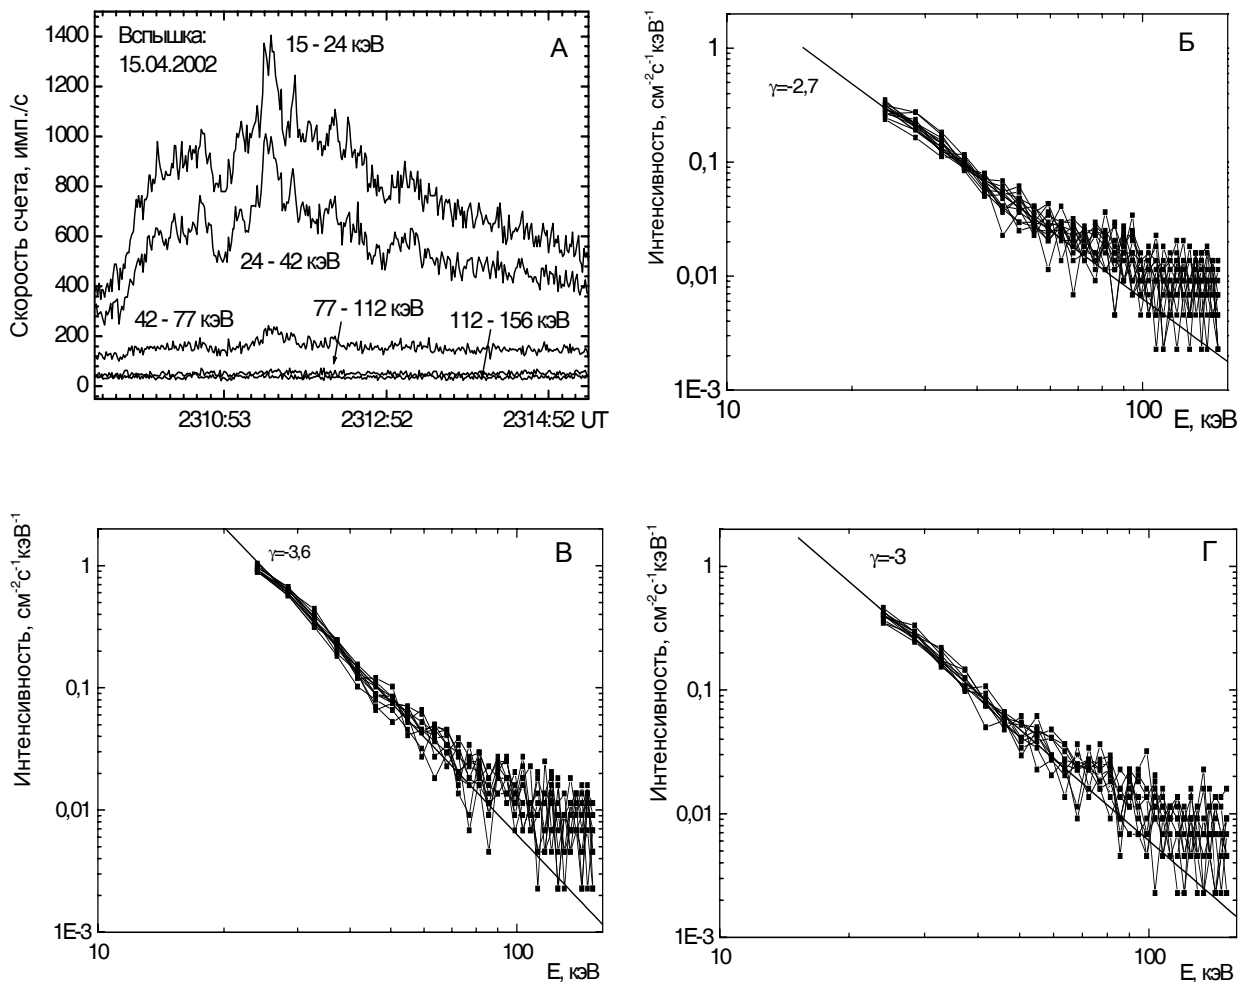 Вспышка:
15.04.2002
15 - 24 кэВ
А
1400
1200
1000
800
600
400
200
0
Скорость счета, имп./с
24 - 42 кэВ
42 - 77 кэВ
77 - 112 кэВ
112 - 156 кэВ
2310:53
2312:52
2314:52 UT
Б
Интенсивность, см⁻²с⁻¹кэВ⁻¹
γ=-2,7
1
0,1
0,01
1E-3
10
100
E, кэВ
В
Интенсивность, см⁻²с⁻¹кэВ⁻¹
γ=-3,6
1
0,1
0,01
1E-3
10
100
E, кэВ
Г
Интенсивность, см⁻²с⁻¹кэВ⁻¹
γ=-3
1
0,1
0,01
1E-3
10
100
E, кэВ